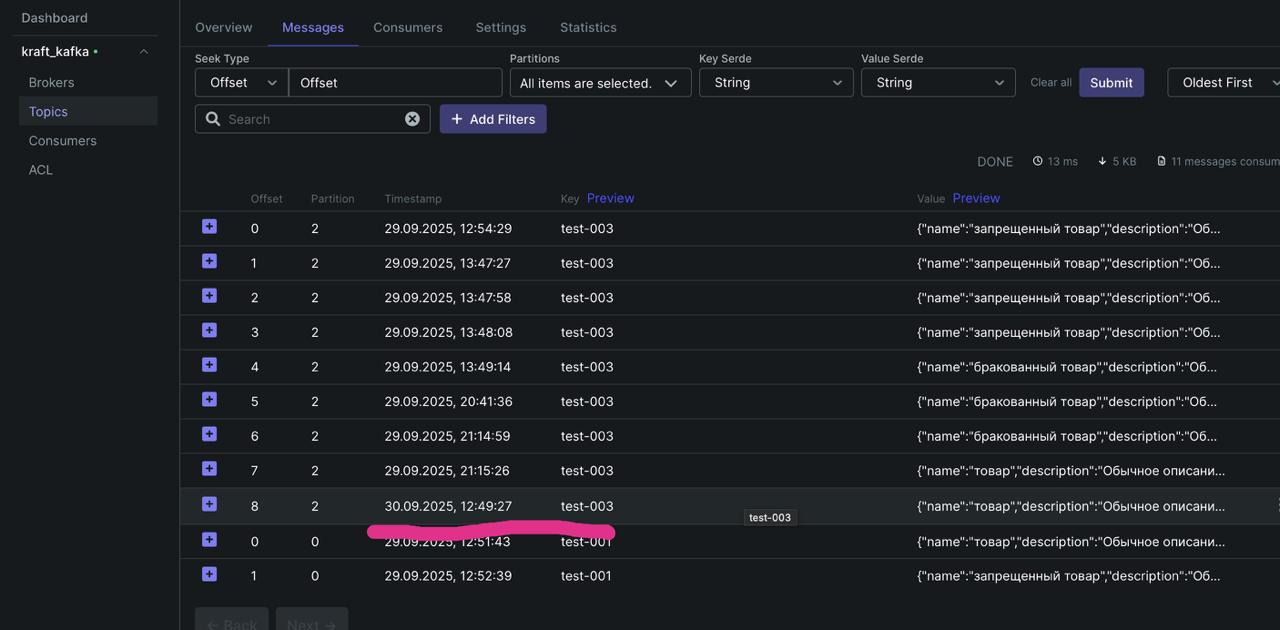 Dashboard
kraft_kafka
Brokers
Topics
Consumers
ACL
Overview Messages Consumers Settings Statistics
Seek Type Partitions Key Serde Value Serde
Offset Offset All items are selected. String String Clear all Submit Oldest First
Search + Add Filters
DONE 13 ms 5 KB 11 messages consum
Offset Partition Timestamp Key Preview Value Preview
0 2 29.09.2025, 12:54:29 test-003 {"name":"запрещенный товар","description":"Об...
1 2 29.09.2025, 13:47:27 test-003 {"name":"запрещенный товар","description":"Об...
2 2 29.09.2025, 13:47:58 test-003 {"name":"запрещенный товар","description":"Об...
3 2 29.09.2025, 13:48:08 test-003 {"name":"запрещенный товар","description":"Об...
4 2 29.09.2025, 13:49:14 test-003 {"name":"бракованный товар","description":"Об...
5 2 29.09.2025, 20:41:36 test-003 {"name":"бракованный товар","description":"Об...
6 2 29.09.2025, 21:14:59 test-003 {"name":"бракованный товар","description":"Об...
7 2 29.09.2025, 21:15:26 test-003 {"name":"товар","description":"Обычное описани...
8 2 30.09.2025, 12:49:27 test-003 {"name":"товар","description":"Обычное описани...
test-003
0 0 29.09.2025, 12:51:43 test-001 {"name":"товар","description":"Обычное описани...
1 0 29.09.2025, 12:52:39 test-001 {"name":"запрещенный товар","description":"Об...
← Back Next →